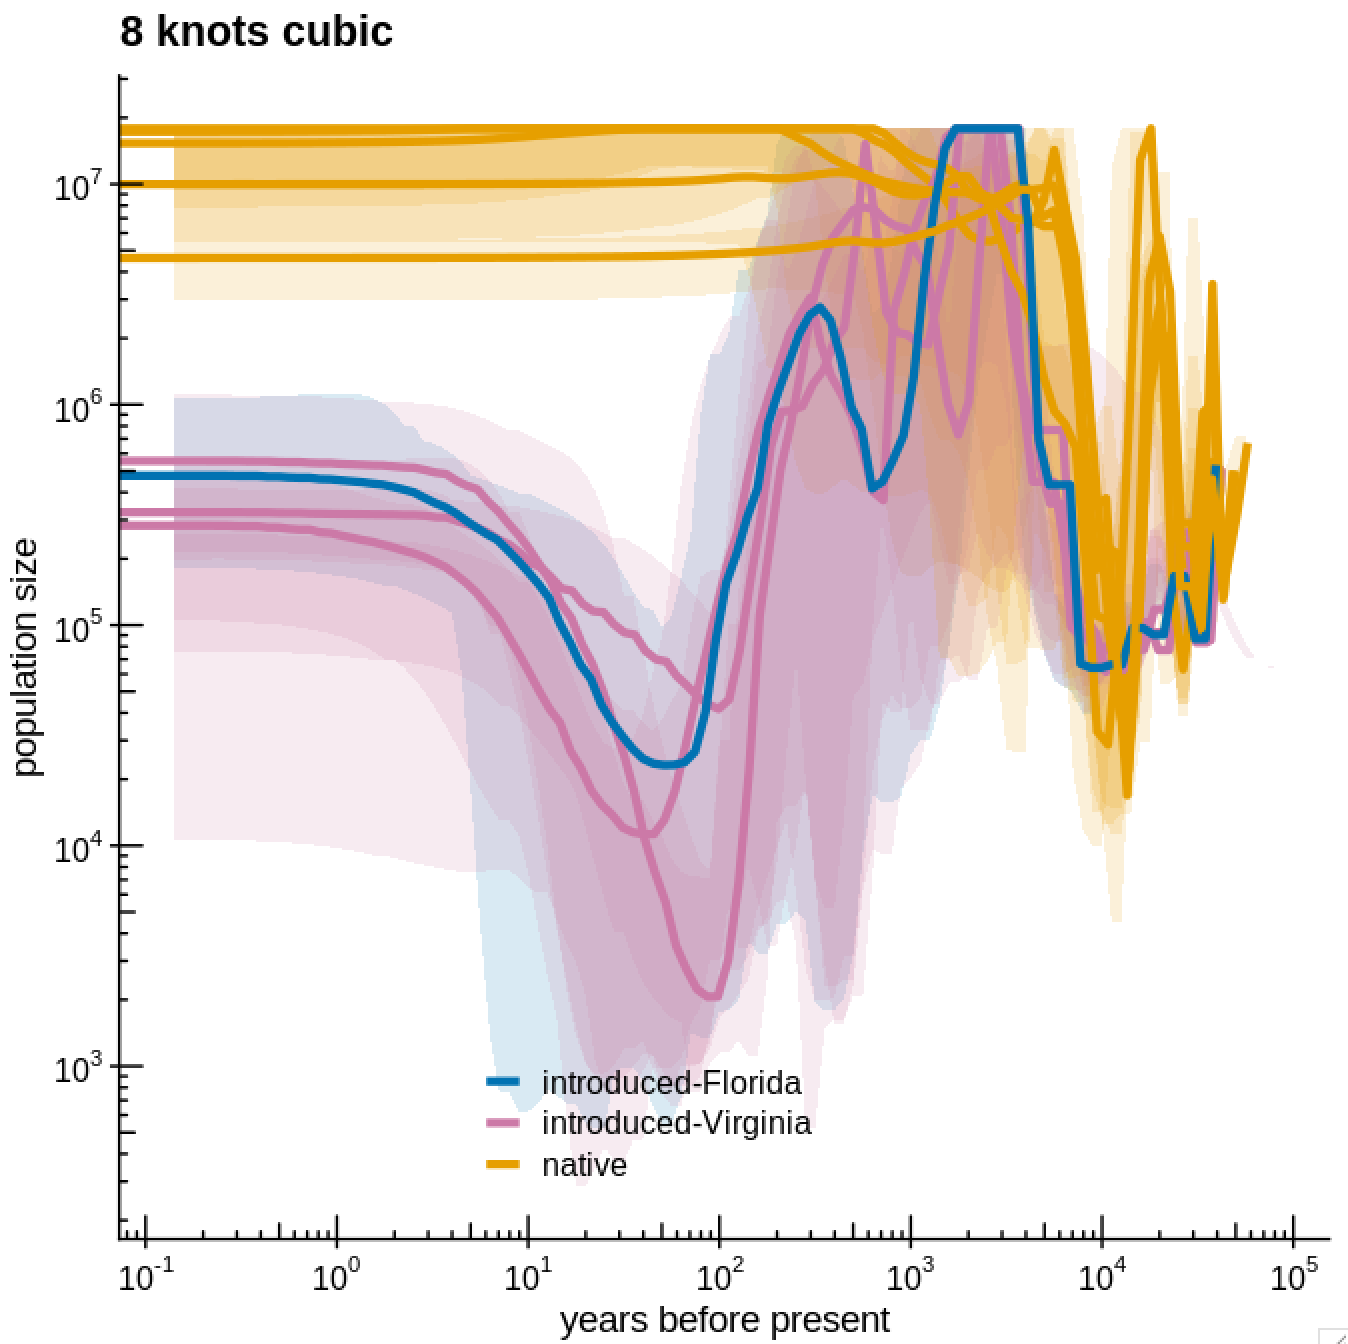 8 knots cubic
population size
10^7
10^6
10^5
10^4
10^3
introduced-Florida
introduced-Virginia
native
10^-1 10^0 10^1 10^2 10^3 10^4 10^5
years before present